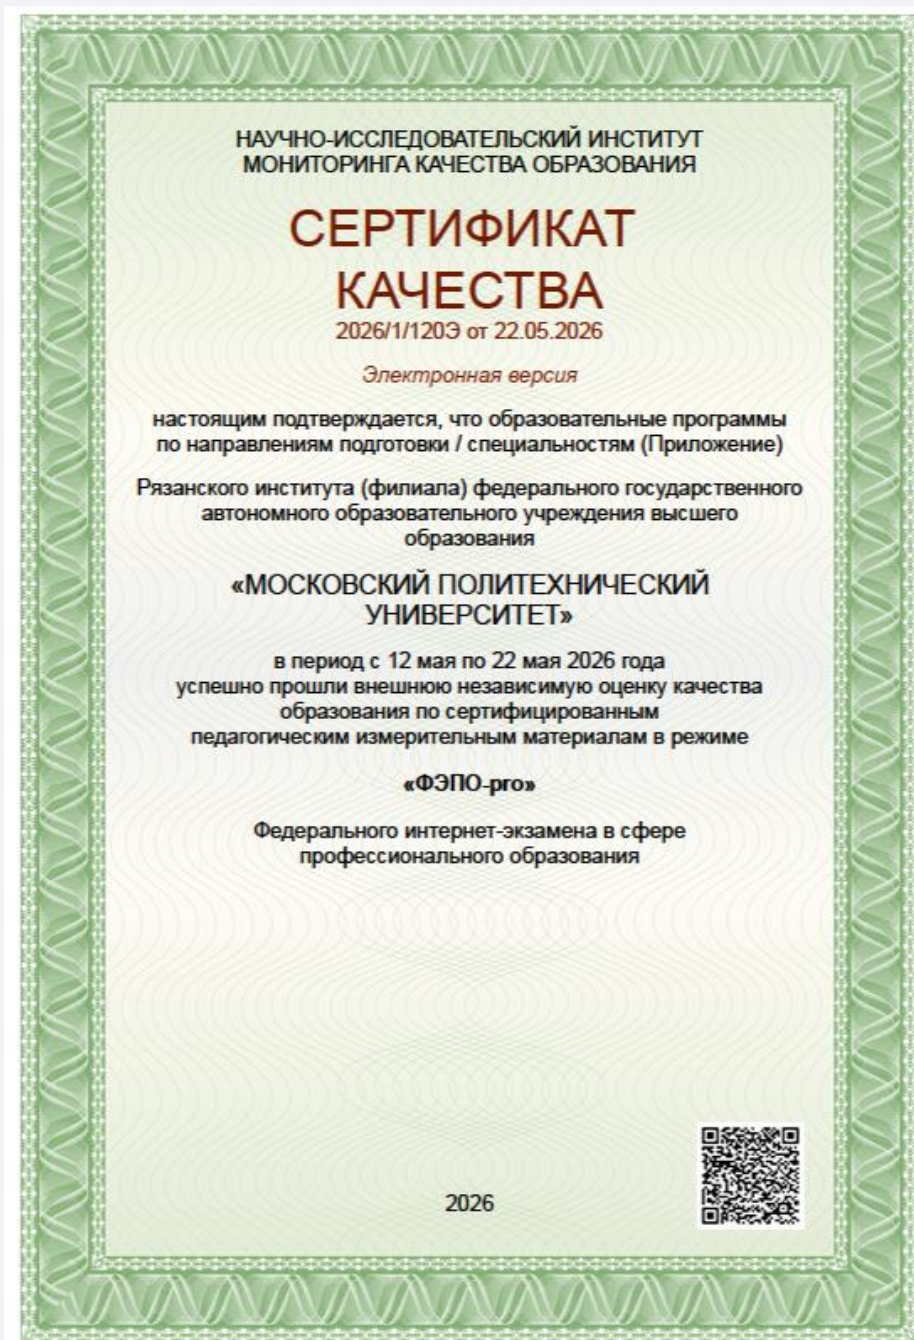 НАУЧНО-ИССЛЕДОВАТЕЛЬСКИЙ ИНСТИТУТ
МОНИТОРИНГА КАЧЕСТВА ОБРАЗОВАНИЯ
СЕРТИФИКАТ
КАЧЕСТВА
2026/1/120Э от 22.05.2026
Электронная версия
настоящим подтверждается, что образовательные программы
по направлениям подготовки / специальностям (Приложение)
Рязанского института (филиала) федерального государственного
автономного образовательного учреждения высшего
образования
«МОСКОВСКИЙ ПОЛИТЕХНИЧЕСКИЙ
УНИВЕРСИТЕТ»
в период с 12 мая по 22 мая 2026 года
успешно прошли внешнюю независимую оценку качества
образования по сертифицированным
педагогическим измерительным материалам в режиме
«ФЭПО-pro»
Федерального интернет-экзамена в сфере
профессионального образования
2026